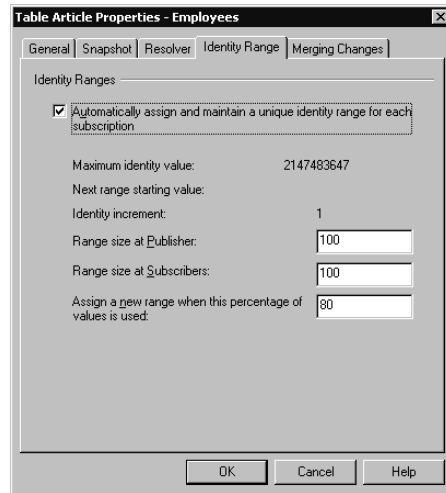 Table Article Properties - Employees
General Snapshot Resolver Identity Range Merging Changes
Identity Ranges
Automatically assign and maintain a unique identity range for each
subscription
Maximum identity value: 2147483647
Next range starting value:
Identity increment: 1
Range size at Publisher: 100
Range size at Subscribers: 100
Assign a new range when this percentage of
values is used: 80
OK Cancel Help